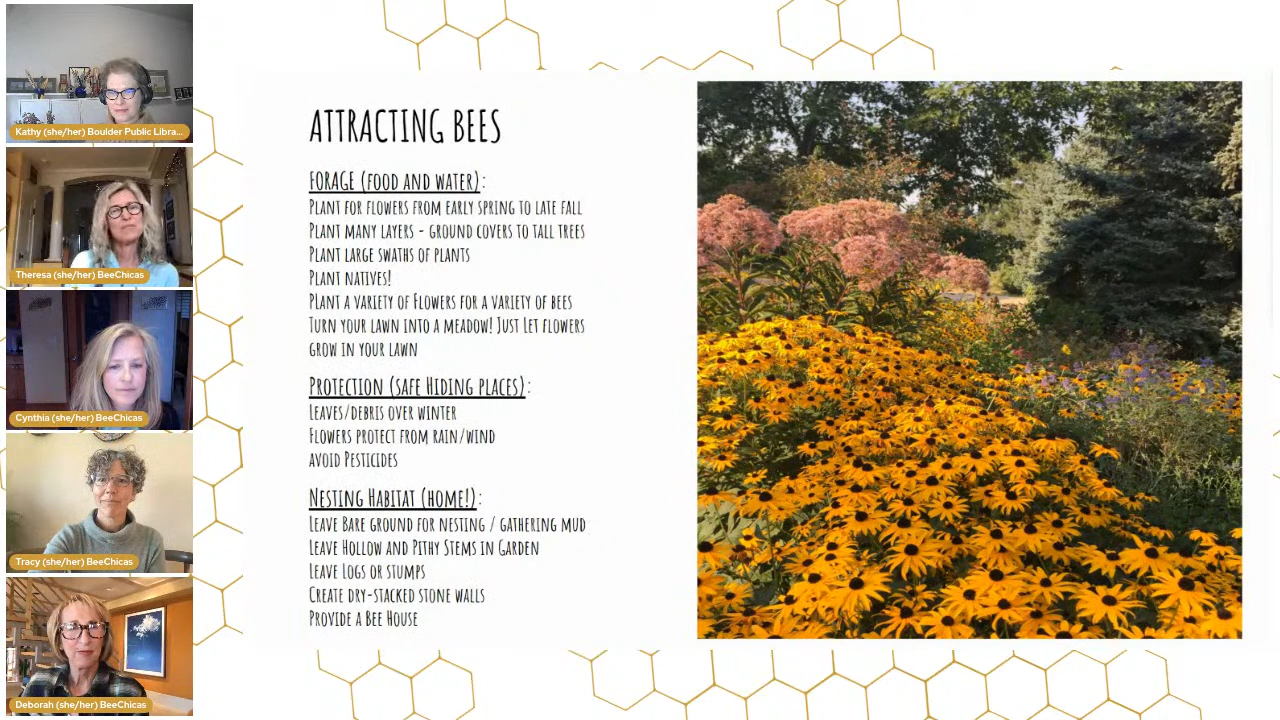 Kathy (she/her) Boulder Public Libra...
Theresa (she/her) BeeChicas
Cynthia (she/her) BeeChicas
Tracy (she/her) BeeChicas
Deborah (she/her) BeeChicas
ATTRACTING BEES
FORAGE (FOOD AND WATER):
PLANT FOR FLOWERS FROM EARLY SPRING TO LATE FALL
PLANT MANY LAYERS - GROUND COVERS TO TALL TREES
PLANT LARGE SWATHS OF PLANTS
PLANT NATIVES!
PLANT A VARIETY OF FLOWERS FOR A VARIETY OF BEES
TURN YOUR LAWN INTO A MEADOW! JUST LET FLOWERS
GROW IN YOUR LAWN
PROTECTION (SAFE HIDING PLACES):
LEAVES/DEBRIS OVER WINTER
FLOWERS PROTECT FROM RAIN/WIND
AVOID PESTICIDES
NESTING HABITAT (HOME!):
LEAVE BARE GROUND FOR NESTING / GATHERING MUD
LEAVE HOLLOW AND PITHY STEMS IN GARDEN
LEAVE LOGS OR STUMPS
CREATE DRY-STACKED STONE WALLS
PROVIDE A BEE HOUSE